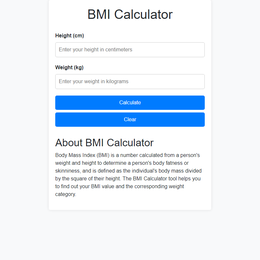 BMI Calculator
Height (cm)
Enter your height in centimeters
Weight (kg)
Enter your weight in kilograms
Calculate
Clear
About BMI Calculator
Body Mass Index (BMI) is a number calculated from a person's
weight and height to determine a person's body fatness or
skinniness, and is defined as the individual's body mass divided
by the square of their height. The BMI Calculator tool helps you
to find out your BMI value and the corresponding weight
category.